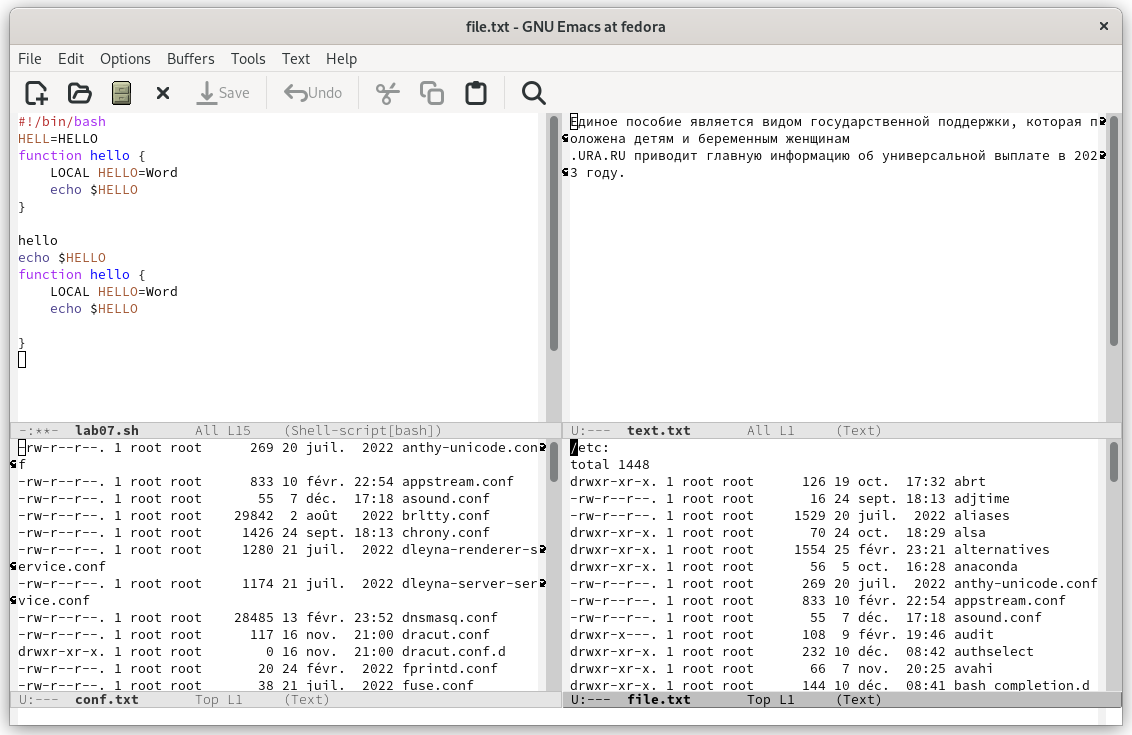 file.txt - GNU Emacs at fedora
File Edit Options Buffers Tools Text Help
Save Undo
#!/bin/bash
HELL=HELLO
function hello {
    LOCAL HELLO=Word
    echo $HELLO
}
hello
echo $HELLO
function hello {
    LOCAL HELLO=Word
    echo $HELLO
}
-:**-  lab07.sh       All L15    (Shell-script[bash])
Единое пособие является видом государственной поддержки, которая п
оложена детям и беременным женщинам
.URA.RU приводит главную информацию об универсальной выплате в 202
3 году.
U:---  text.txt       All L1     (Text)
-rw-r--r--. 1 root root      269 20 juil.  2022 anthy-unicode.con
f
-rw-r--r--. 1 root root      833 10 févr. 22:54 appstream.conf
-rw-r--r--. 1 root root       55  7 déc.  17:18 asound.conf
-rw-r--r--. 1 root root    29842  2 août   2022 brltty.conf
-rw-r--r--. 1 root root     1426 24 sept. 18:13 chrony.conf
-rw-r--r--. 1 root root     1280 21 juil.  2022 dleyna-renderer-s
ervice.conf
-rw-r--r--. 1 root root     1174 21 juil.  2022 dleyna-server-ser
vice.conf
-rw-r--r--. 1 root root    28485 13 févr. 23:52 dnsmasq.conf
-rw-r--r--. 1 root root      117 16 nov.  21:00 dracut.conf
drwxr-xr-x. 1 root root        0 16 nov.  21:00 dracut.conf.d
-rw-r--r--. 1 root root       20 24 févr.  2022 fprintd.conf
-rw-r--r--. 1 root root       38 21 juil.  2022 fuse.conf
U:---  conf.txt       Top L1     (Text)
/etc:
total 1448
drwxr-xr-x. 1 root root      126 19 oct.  17:32 abrt
-rw-r--r--. 1 root root       16 24 sept. 18:13 adjtime
-rw-r--r--. 1 root root     1529 20 juil.  2022 aliases
drwxr-xr-x. 1 root root       70 24 oct.  18:29 alsa
drwxr-xr-x. 1 root root     1554 25 févr. 23:21 alternatives
drwxr-xr-x. 1 root root       56  5 oct.  16:28 anaconda
-rw-r--r--. 1 root root      269 20 juil.  2022 anthy-unicode.conf
-rw-r--r--. 1 root root      833 10 févr. 22:54 appstream.conf
-rw-r--r--. 1 root root       55  7 déc.  17:18 asound.conf
drwxr-x---. 1 root root      108  9 févr. 19:46 audit
drwxr-xr-x. 1 root root      232 10 déc.  08:42 authselect
drwxr-xr-x. 1 root root       66  7 nov.  20:25 avahi
drwxr-xr-x. 1 root root      144 10 déc.  08:41 bash_completion.d
U:---  file.txt       Top L1     (Text)